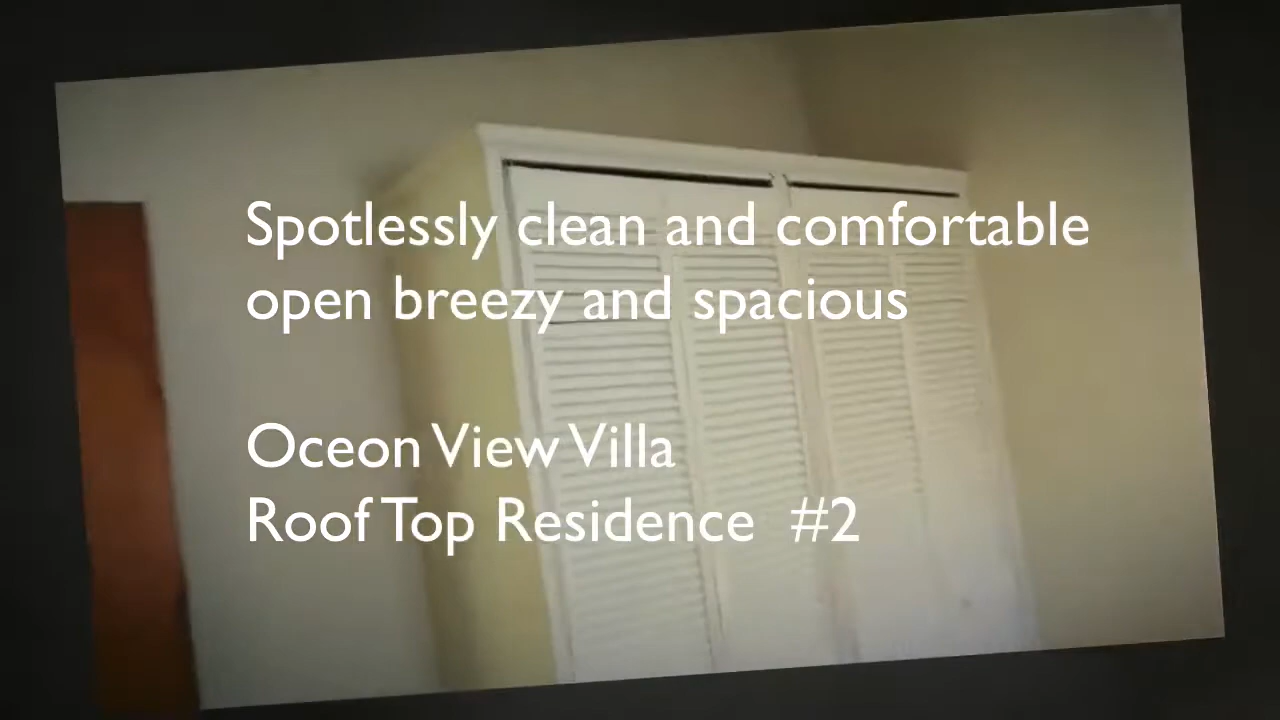 Spotlessly clean and comfortable
open breezy and spacious
Oceon View Villa
Roof Top Residence #2